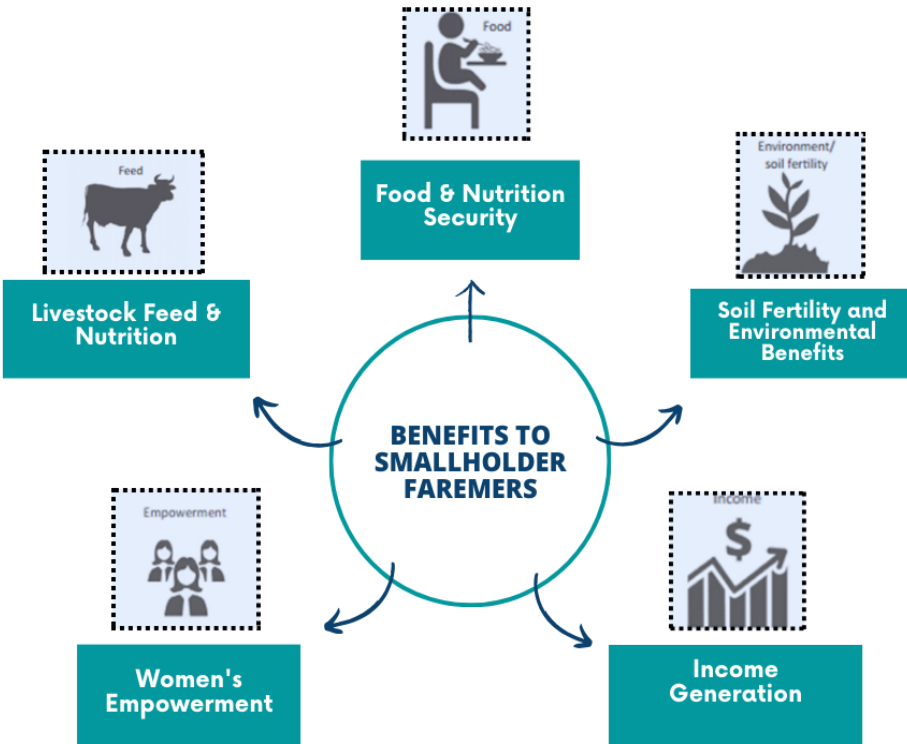 Food
Food & Nutrition
Security
Feed
Livestock Feed &
Nutrition
Environment/
soil fertility
Soil Fertility and
Environmental
Benefits
BENEFITS TO
SMALLHOLDER
FAREMERS
Empowerment
Women's
Empowerment
Income
$
Income
Generation